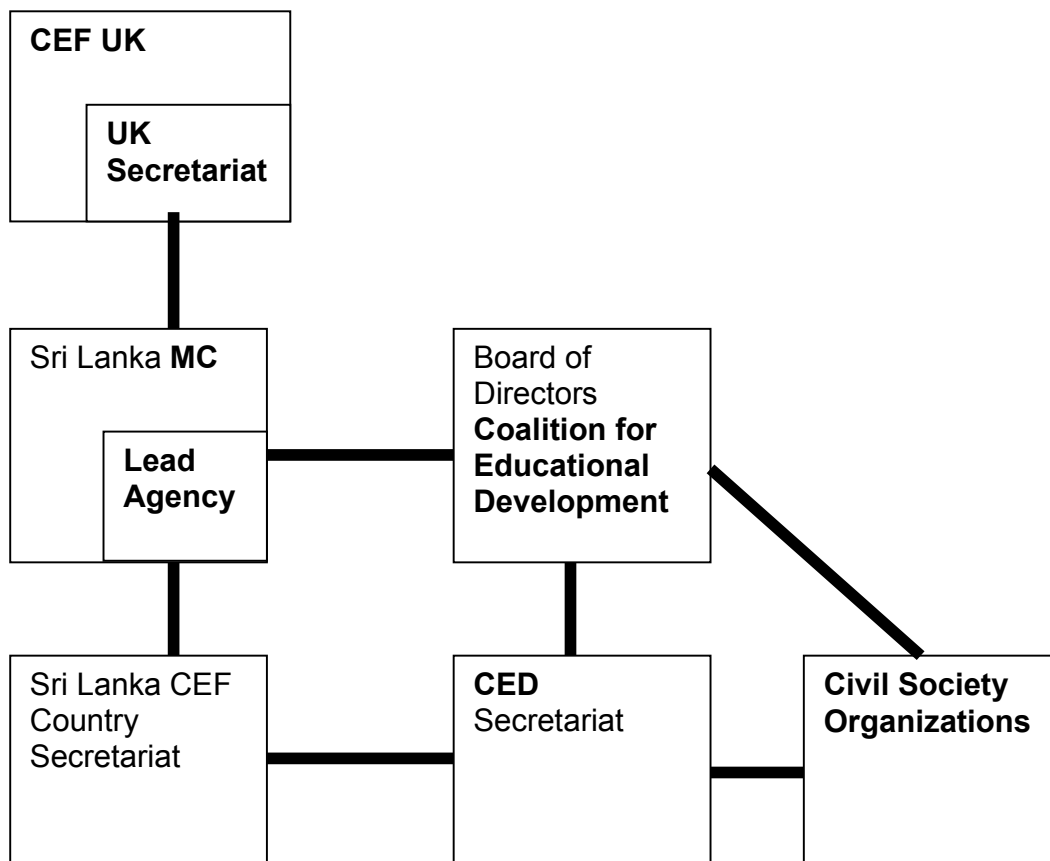 CEF UK
UK
Secretariat
Sri Lanka MC
Lead
Agency
Board of
Directors
Coalition for
Educational
Development
Sri Lanka CEF
Country
Secretariat
CED
Secretariat
Civil Society
Organizations